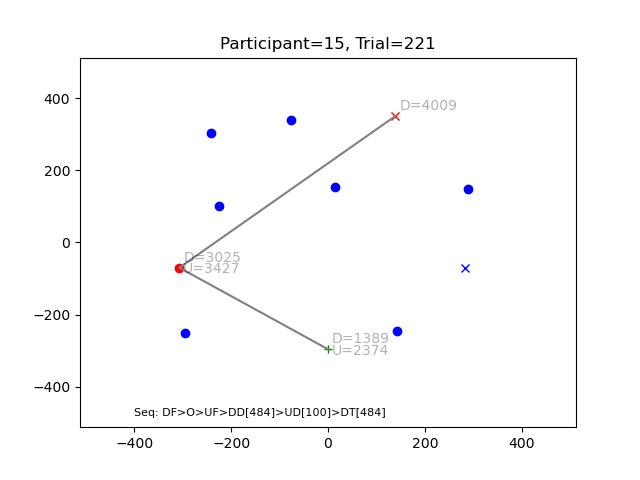 Participant=15, Trial=221
D=4009
D=3025
U=3427
D=1389
U=2374
Seq: DF>O>UF>DD[484]>UD[100]>DT[484]
400
200
0
−200
−400
−400
−200
0
200
400